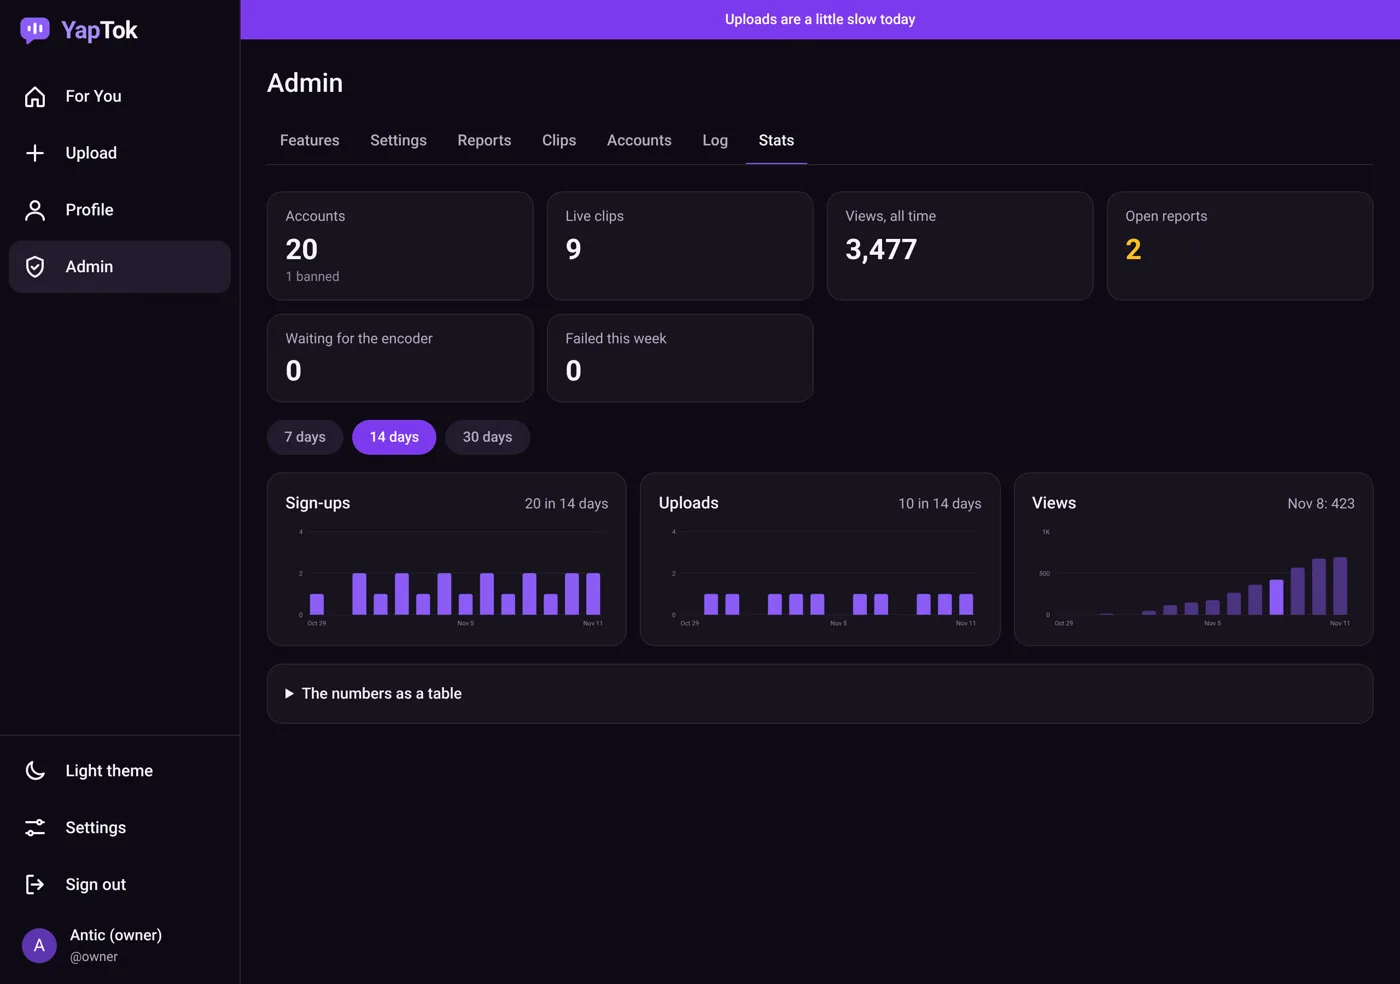 YapTok
For You
Upload
Profile
Admin
Light theme
Settings
Sign out
A
Antic (owner)
@owner
Uploads are a little slow today
Admin
Features Settings Reports Clips Accounts Log Stats
Accounts
20
1 banned
Live clips
9
Views, all time
3,477
Open reports
2
Waiting for the encoder
0
Failed this week
0
7 days 14 days 30 days
Sign-ups 20 in 14 days
4
2
0
Oct 29 Nov 5 Nov 11
Uploads 10 in 14 days
4
2
0
Oct 29 Nov 5 Nov 11
Views Nov 8: 423
1K
500
0
Oct 29 Nov 5 Nov 11
The numbers as a table